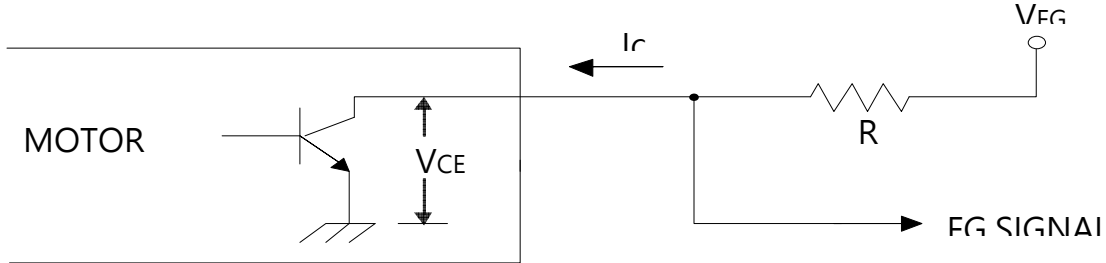 VFG
IC
MOTOR
VCE
R
FG SIGNAL